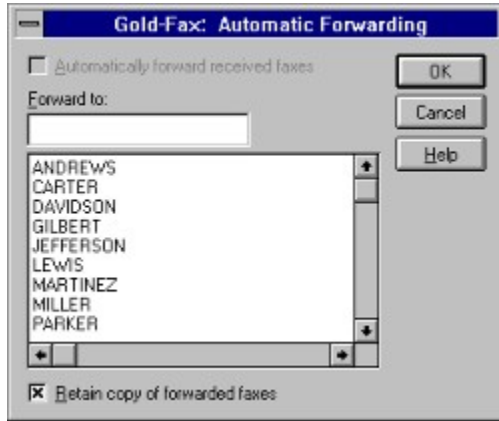 Gold-Fax: Automatic Forwarding
Automatically forward received faxes
Forward to:
OK
Cancel
Help
ANDREWS
CARTER
DAVIDSON
GILBERT
JEFFERSON
LEWIS
MARTINEZ
MILLER
PARKER
Retain copy of forwarded faxes